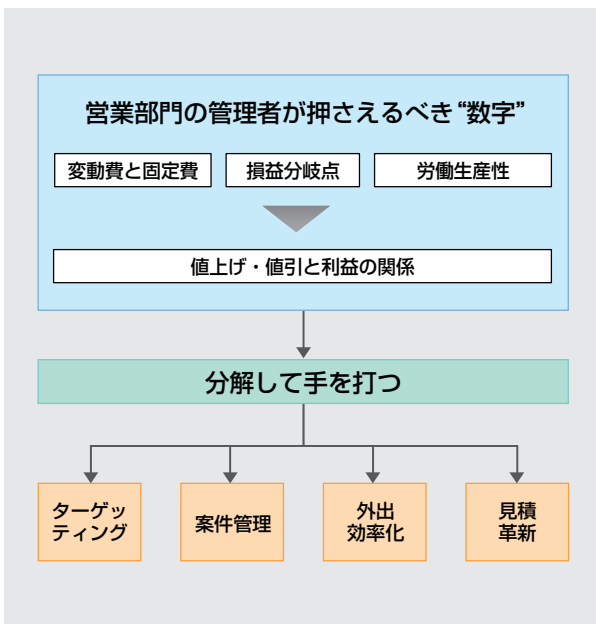 営業部門の管理者が押さえるべき“数字”
変動費と固定費
損益分岐点
労働生産性
値上げ・値引と利益の関係
分解して手を打つ
ターゲッ
ティング
案件管理
外出
効率化
見積
革新